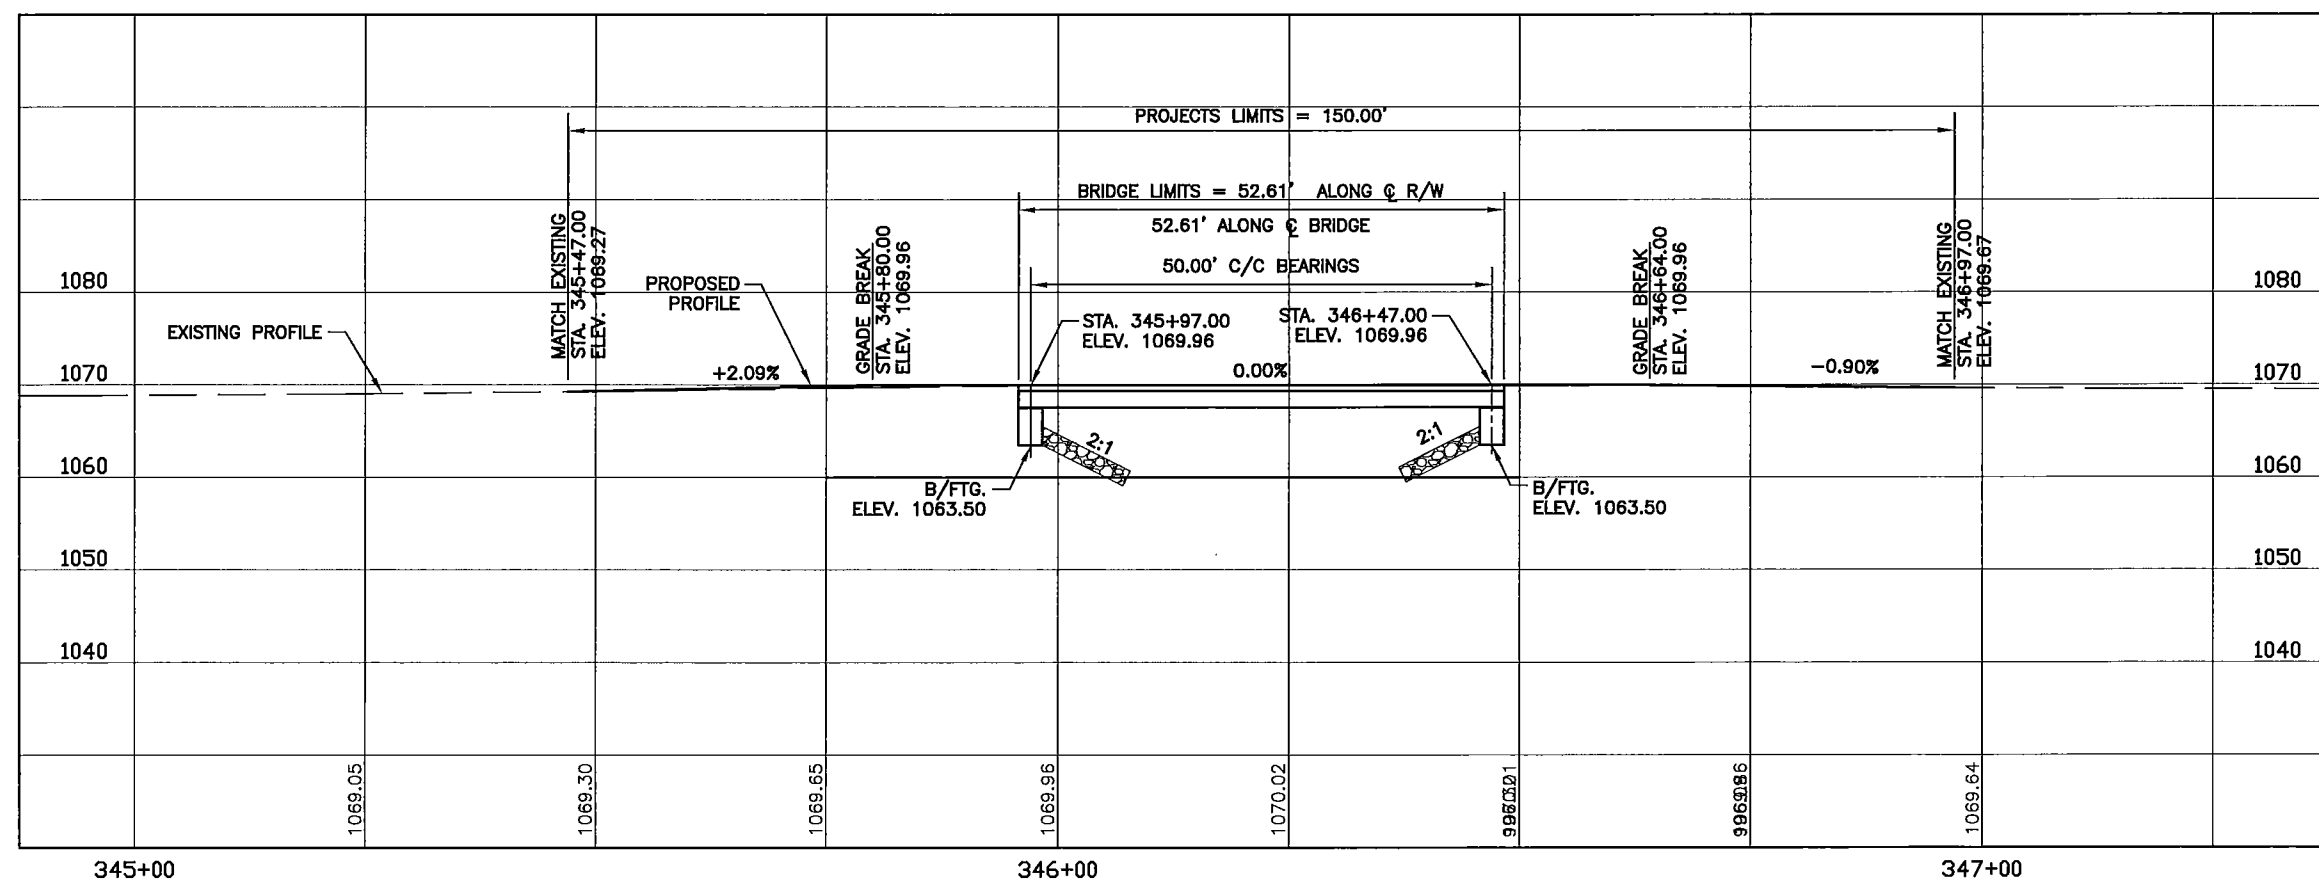 PROJECTS LIMITS = 150.00'
BRIDGE LIMITS = 52.61' ALONG ℄ R/W
52.61' ALONG ℄ BRIDGE
50.00' C/C BEARINGS
MATCH EXISTING
STA. 345+47.00
ELEV. 1069.27
GRADE BREAK
STA. 345+80.00
ELEV. 1069.96
GRADE BREAK
STA. 346+64.00
ELEV. 1069.96
MATCH EXISTING
STA. 346+97.00
ELEV. 1069.67
EXISTING PROFILE
PROPOSED
PROFILE
STA. 345+97.00
ELEV. 1069.96
STA. 346+47.00
ELEV. 1069.96
+2.09%
0.00%
-0.90%
2:1
2:1
B/FTG.
ELEV. 1063.50
B/FTG.
ELEV. 1063.50
1080
1070
1060
1050
1040
1080
1070
1060
1050
1040
1069.05
1069.30
1069.65
1069.96
1070.02
1069.64
345+00
346+00
347+00